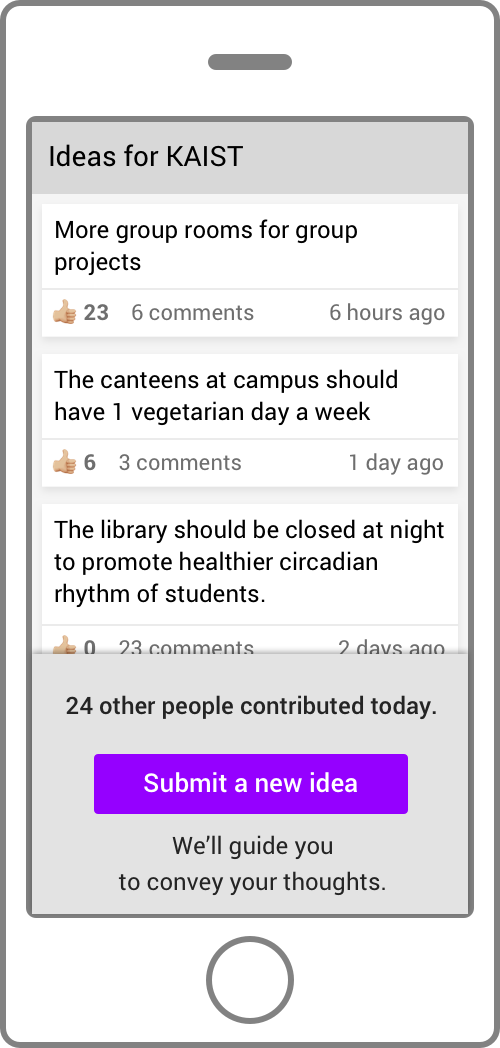 Ideas for KAIST
More group rooms for group
projects
23 6 comments 6 hours ago
The canteens at campus should
have 1 vegetarian day a week
6 3 comments 1 day ago
The library should be closed at night
to promote healthier circadian
rhythm of students.
0 23 comments 2 days ago
24 other people contributed today.
Submit a new idea
We’ll guide you
to convey your thoughts.